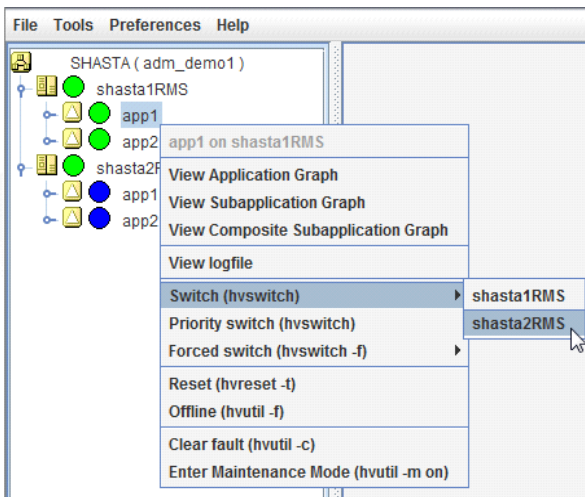 File Tools Preferences Help
SHASTA ( adm_demo1 )
shasta1RMS
app1
app2
shasta2
app1
app2
app1 on shasta1RMS
View Application Graph
View Subapplication Graph
View Composite Subapplication Graph
View logfile
Switch (hvswitch)
shasta1RMS
shasta2RMS
Priority switch (hvswitch)
Forced switch (hvswitch -f)
Reset (hvreset -t)
Offline (hvutil -f)
Clear fault (hvutil -c)
Enter Maintenance Mode (hvutil -m on)